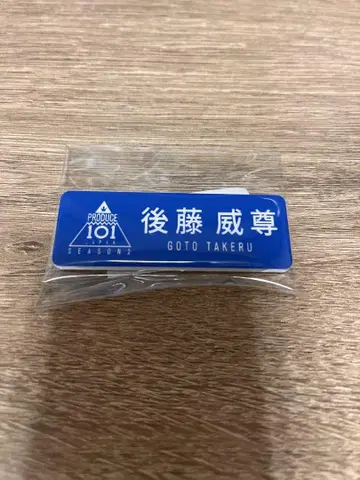 PRODUCE
101
JAPAN
SEASON2
後藤 威尊
GOTO TAKERU